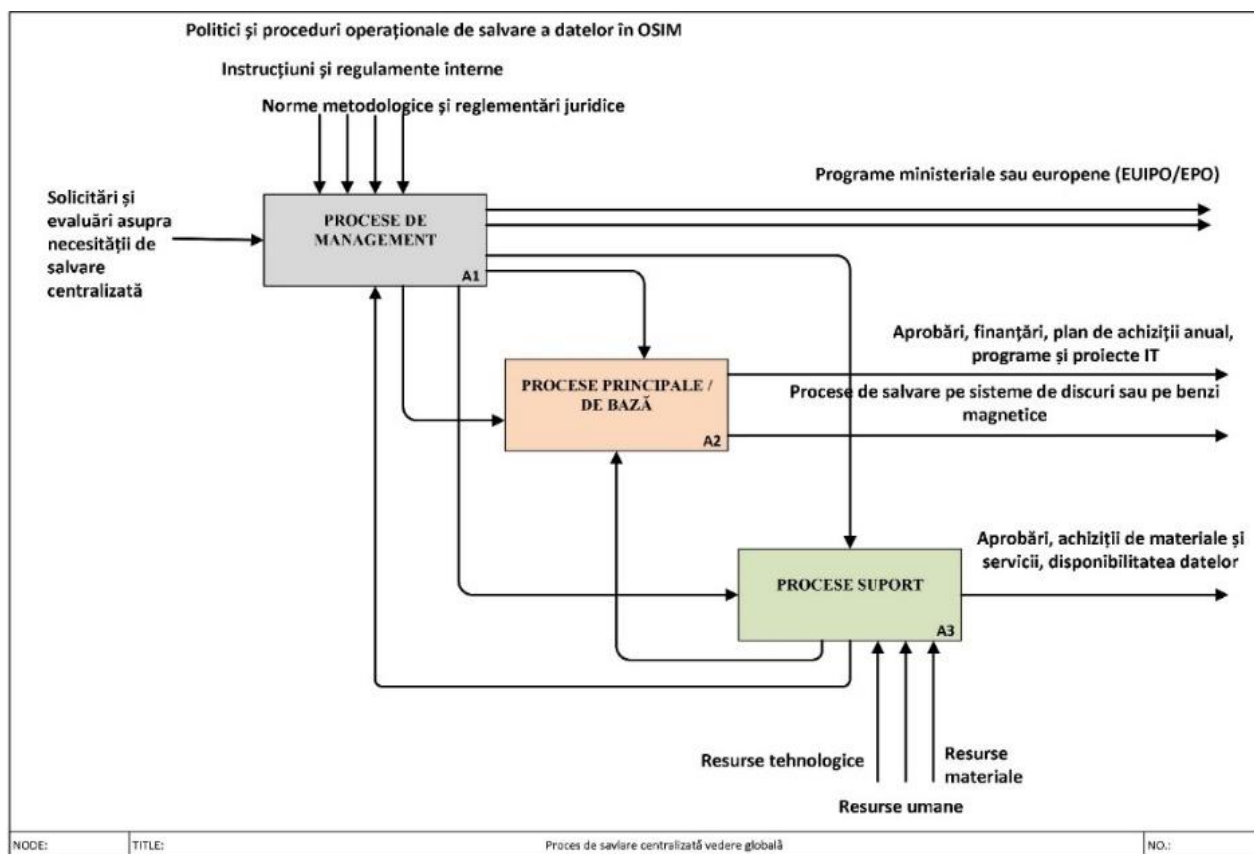 Politici și proceduri operaționale de salvare a datelor în OSIM
Instrucțiuni și regulamente interne
Norme metodologice și reglementări juridice
Solicitări și
evaluări asupra
necesității de
salvare
centralizată
PROCESE DE
MANAGEMENT
A1
Programe ministeriale sau europene (EUIPO/EPO)
PROCESE PRINCIPALE /
DE BAZĂ
A2
Aprobări, finanțări, plan de achiziții anual,
programe și proiecte IT
Procese de salvare pe sisteme de discuri sau pe benzi
magnetice
PROCESE SUPORT
A3
Aprobări, achiziții de materiale și
servicii, disponibilitatea datelor
Resurse tehnologice
Resurse umane
Resurse
materiale
NODE:
TITLE:
Proces de savlare centralizată vedere globală
NO.: